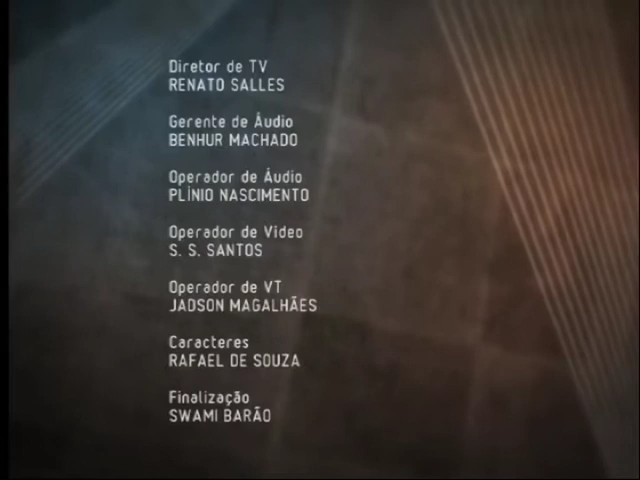 Diretor de TV
RENATO SALLES
Gerente de Áudio
BENHUR MACHADO
Operador de Áudio
PLÍNIO NASCIMENTO
Operador de Vídeo
S. S. SANTOS
Operador de VT
JADSON MAGALHÃES
Caracteres
RAFAEL DE SOUZA
Finalização
SWAMI BARÃO